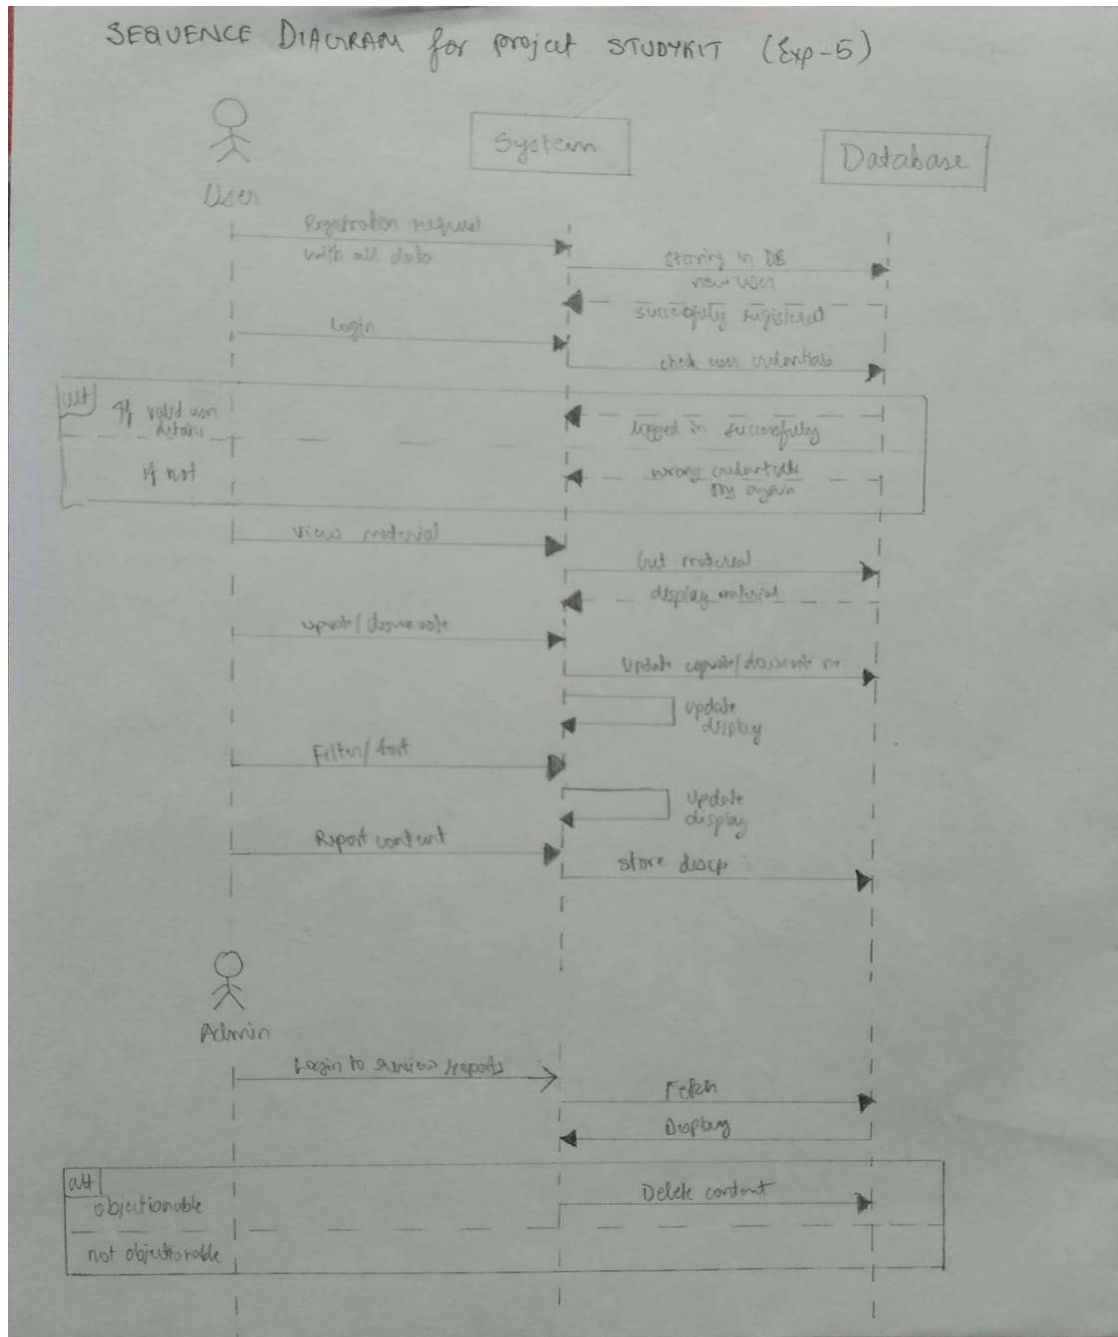 SEQUENCE DIAGRAM for project STUDYKIT (Exp-5)
System
Database
User
Registration request
with all data
storing in DB
new user
successfully registered
login
check user credentials
alt
If valid user
details
logged in successfully
if not
wrong credentials
try again
view material
Get material
display material
upvote/downvote
Update upvote/downvote no
update
display
Filter/sort
update
display
Report content
store discp
Admin
Login to review reports
Fetch
Display
alt
objectionable
Delete content
not objectionable